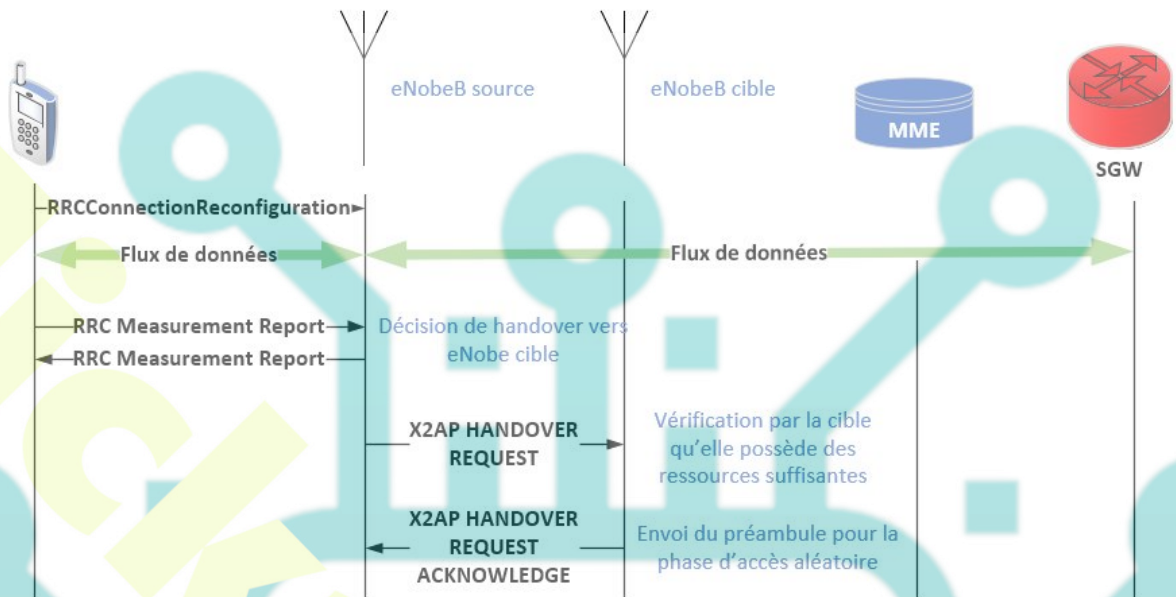 eNobeB source
eNobeB cible
MME
SGW
RRCConnectionReconfiguration
Flux de données
Flux de données
RRC Measurement Report
Décision de handover vers
eNobe cible
RRC Measurement Report
X2AP HANDOVER
REQUEST
Vérification par la cible
qu'elle possède des
ressources suffisantes
X2AP HANDOVER
REQUEST
ACKNOWLEDGE
Envoi du préambule pour la
phase d'accès aléatoire